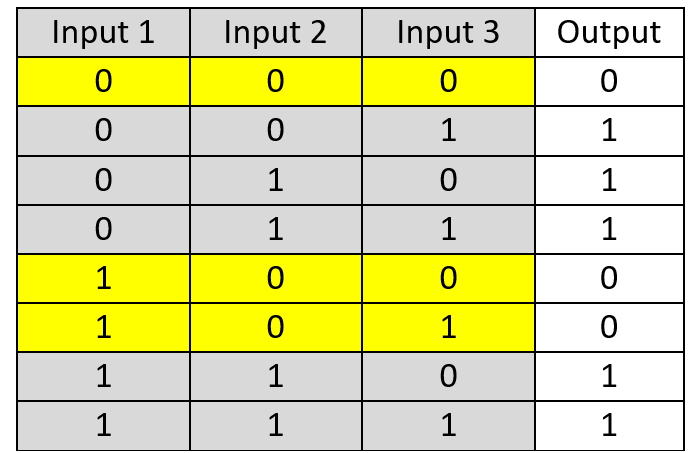 Input 1 Input 2 Input 3 Output
0 0 0 0
0 0 1 1
0 1 0 1
0 1 1 1
1 0 0 0
1 0 1 0
1 1 0 1
1 1 1 1